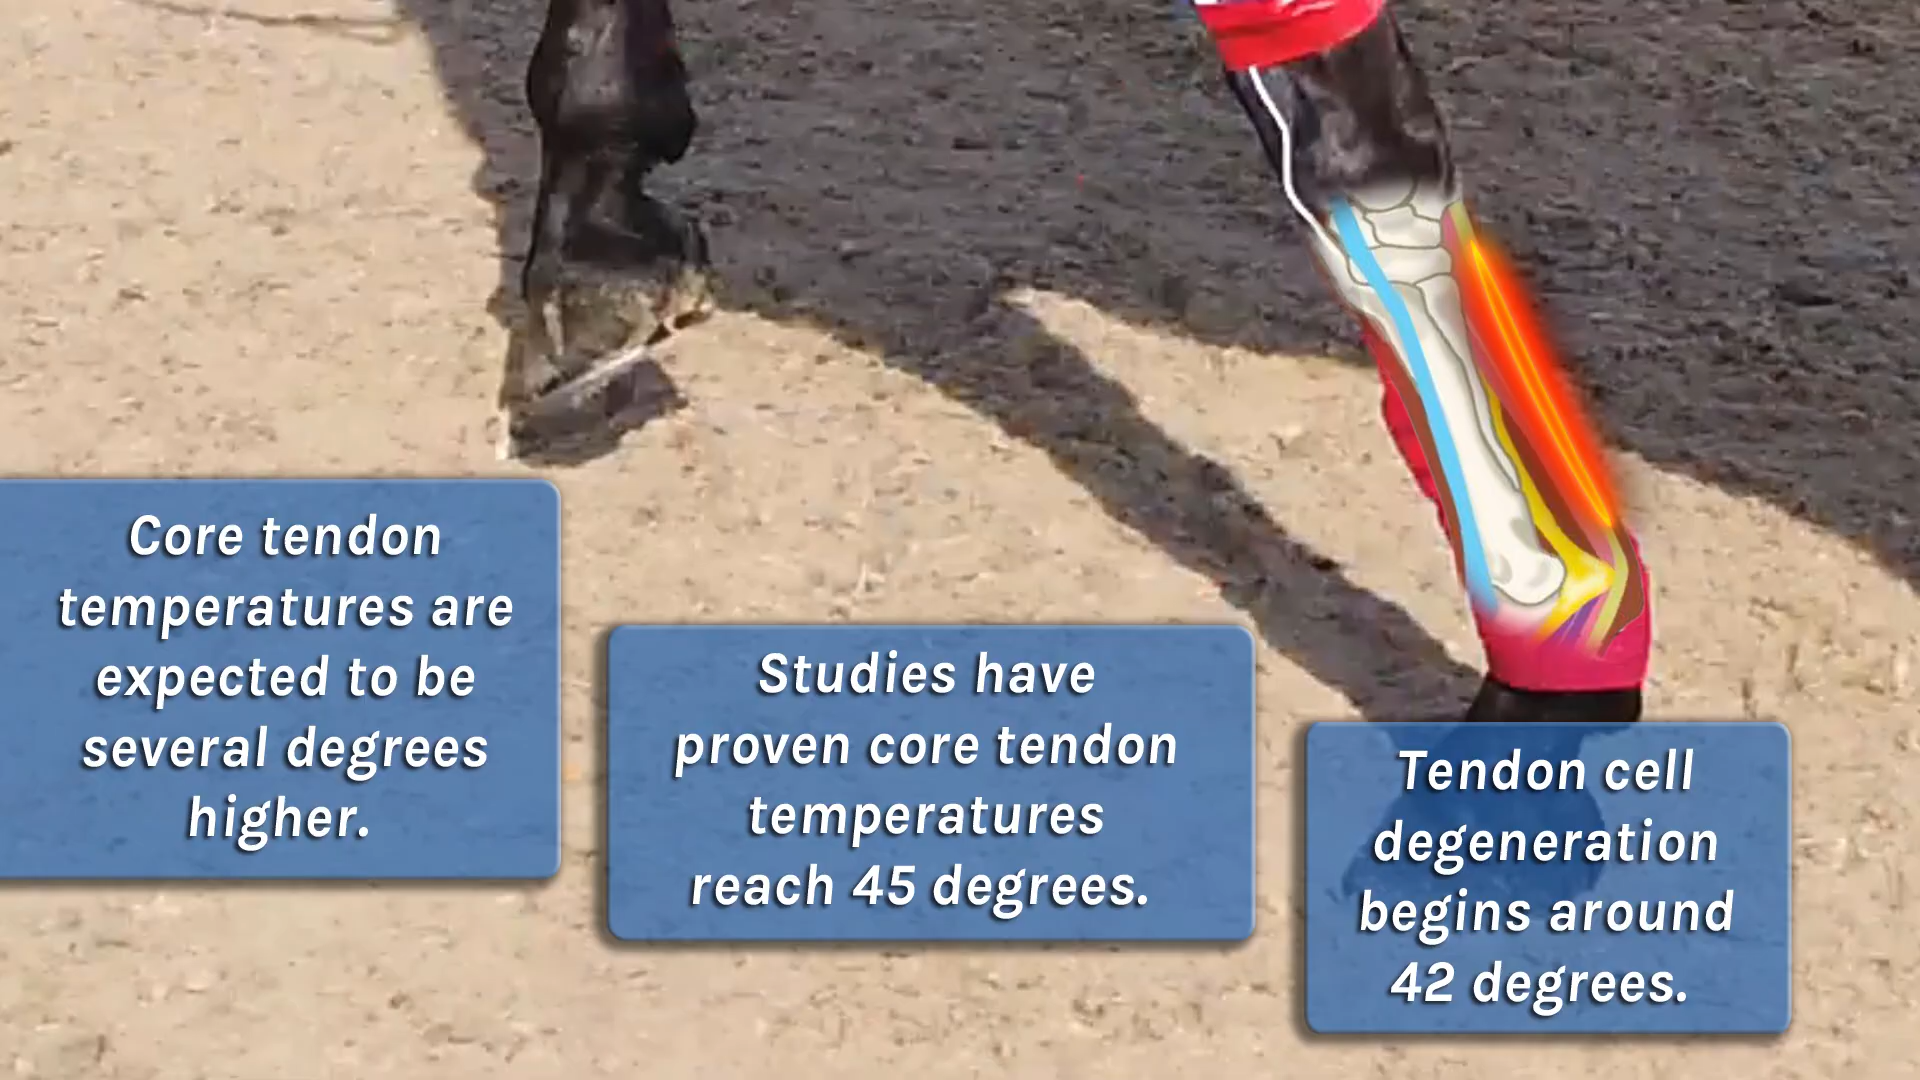 Core tendon
temperatures are
expected to be
several degrees
higher.
Studies have
proven core tendon
temperatures
reach 45 degrees.
Tendon cell
degeneration
begins around
42 degrees.